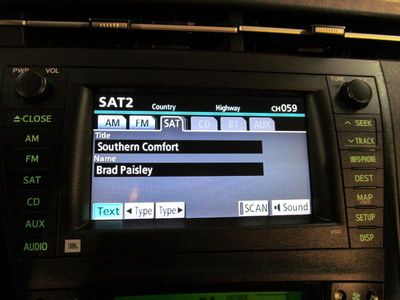 PWR VOL
TUNE
SAT2 Country Highway CH059
AM FM SAT CD BT AUX
Title
Southern Comfort
Name
Brad Paisley
Text ◄Type Type► SCAN Sound
CLOSE
AM
FM
SAT
CD
AUX
AUDIO
JBL
SEEK
TRACK
INFO/PHONE
DEST
MAP
SETUP
DISP